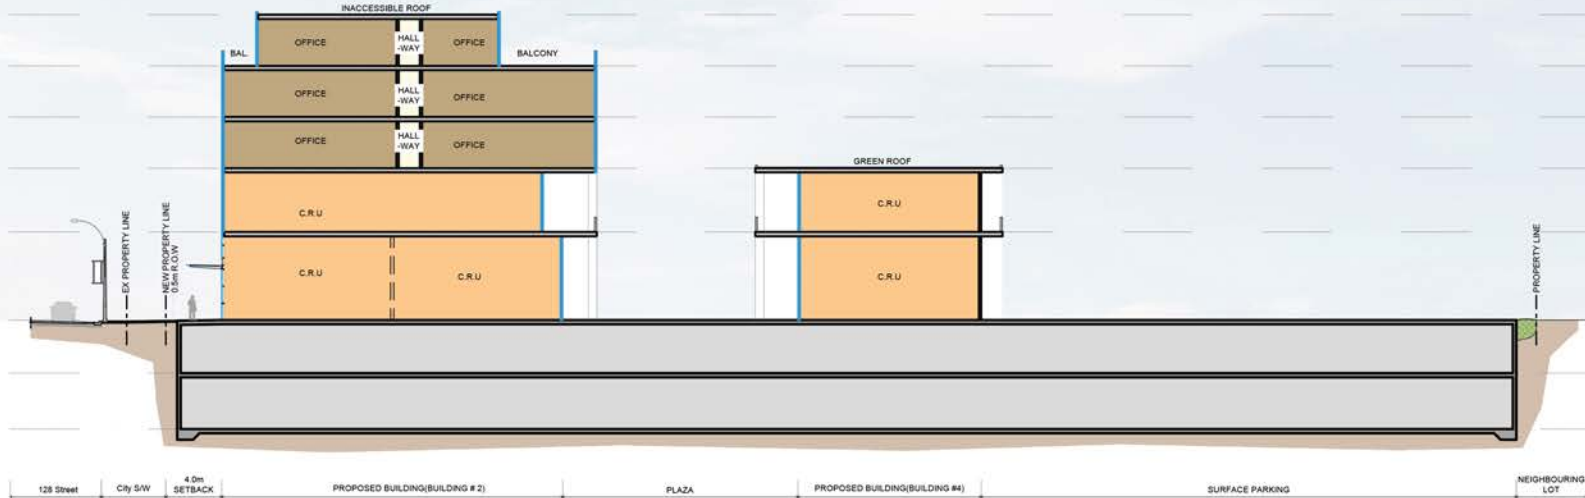 INACCESSIBLE ROOF
OFFICE
HALL
-WAY
OFFICE
BAL.
BALCONY
OFFICE
HALL
-WAY
OFFICE
OFFICE
HALL
-WAY
OFFICE
GREEN ROOF
C.R.U
C.R.U
C.R.U
C.R.U
C.R.U
EX PROPERTY LINE
NEW PROPERTY LINE
0.5m R.O.W
PROPERTY LINE
128 Street
City S/W
4.0m
SETBACK
PROPOSED BUILDING(BUILDING # 2)
PLAZA
PROPOSED BUILDING(BUILDING #4)
SURFACE PARKING
NEIGHBOURING
LOT